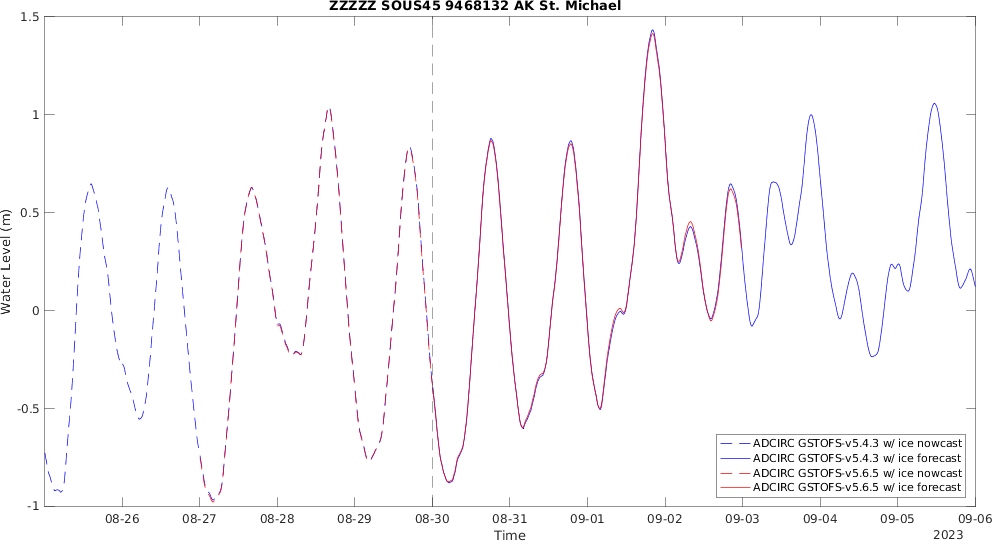 ZZZZZ SOUS45 9468132 AK St. Michael
1.5
1
0.5
0
-0.5
-1
Water Level (m)
08-26 08-27 08-28 08-29 08-30 08-31 09-01 09-02 09-03 09-04 09-05 09-06
Time
2023
ADCIRC GSTOFS-v5.4.3 w/ ice nowcast
ADCIRC GSTOFS-v5.4.3 w/ ice forecast
ADCIRC GSTOFS-v5.6.5 w/ ice nowcast
ADCIRC GSTOFS-v5.6.5 w/ ice forecast